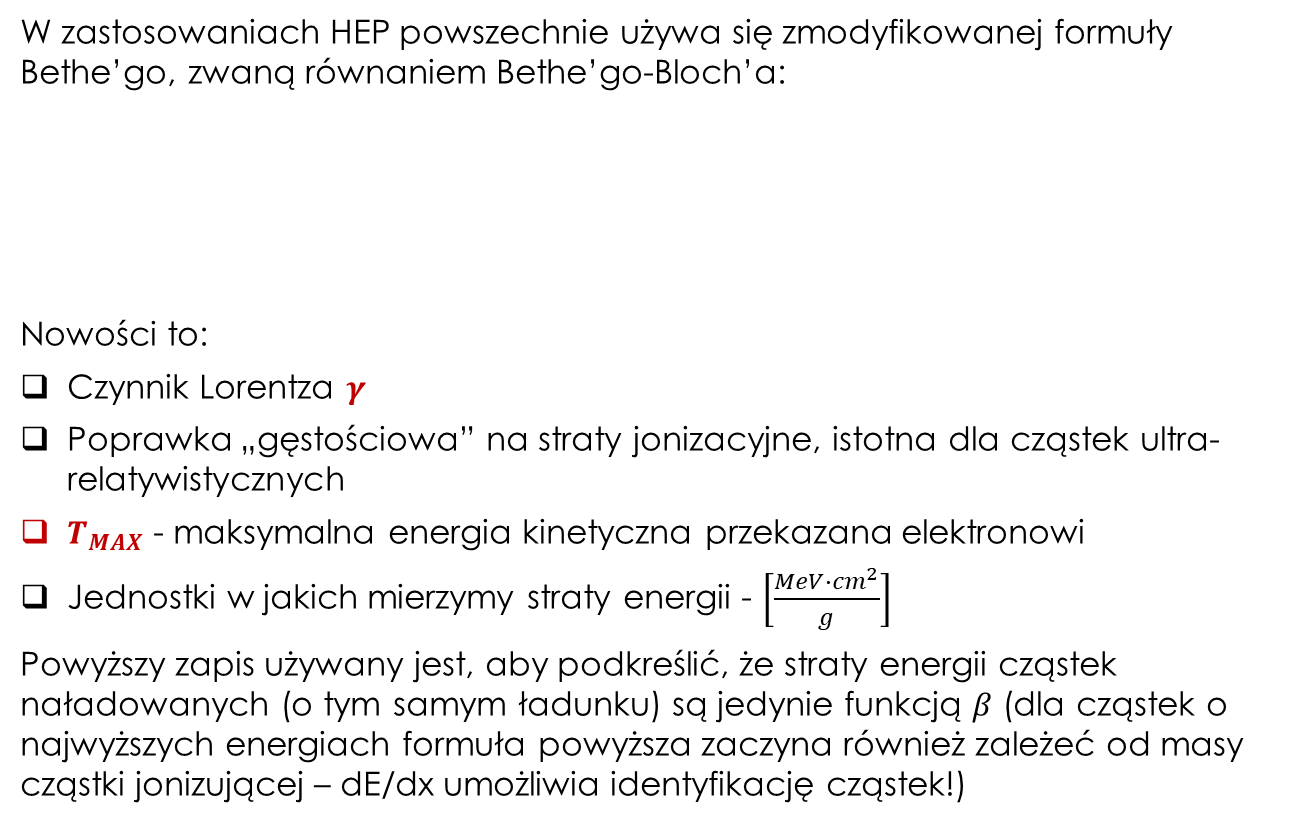 W zastosowaniach HEP powszechnie używa się zmodyfikowanej formuły
Bethe’go, zwaną równaniem Bethe’go-Bloch’a:
Nowości to:
❑ Czynnik Lorentza γ
❑ Poprawka „gęstościowa” na straty jonizacyjne, istotna dla cząstek ultra-
relatywistycznych
❑ T_MAX - maksymalna energia kinetyczna przekazana elektronowi
❑ Jednostki w jakich mierzymy straty energii - [MeV·cm²/g]
Powyższy zapis używany jest, aby podkreślić, że straty energii cząstek
naładowanych (o tym samym ładunku) są jedynie funkcją β (dla cząstek o
najwyższych energiach formuła powyższa zaczyna również zależeć od masy
cząstki jonizującej – dE/dx umożliwia identyfikację cząstek!)